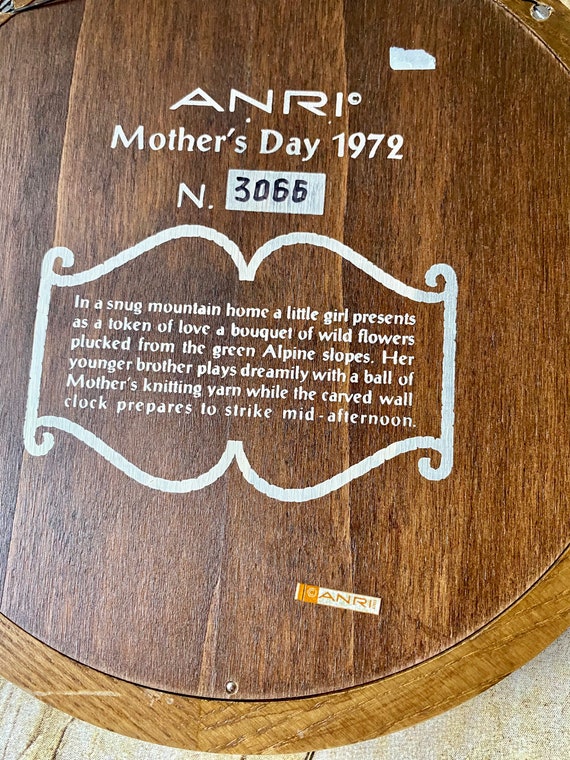 ANRI©
Mother's Day 1972
N. 3066
In a snug mountain home a little girl presents
as a token of love a bouquet of wild flowers
plucked from the green Alpine slopes. Her
younger brother plays dreamily with a ball of
Mother's knitting yarn while the carved wall
clock prepares to strike mid-afternoon.
ANRI